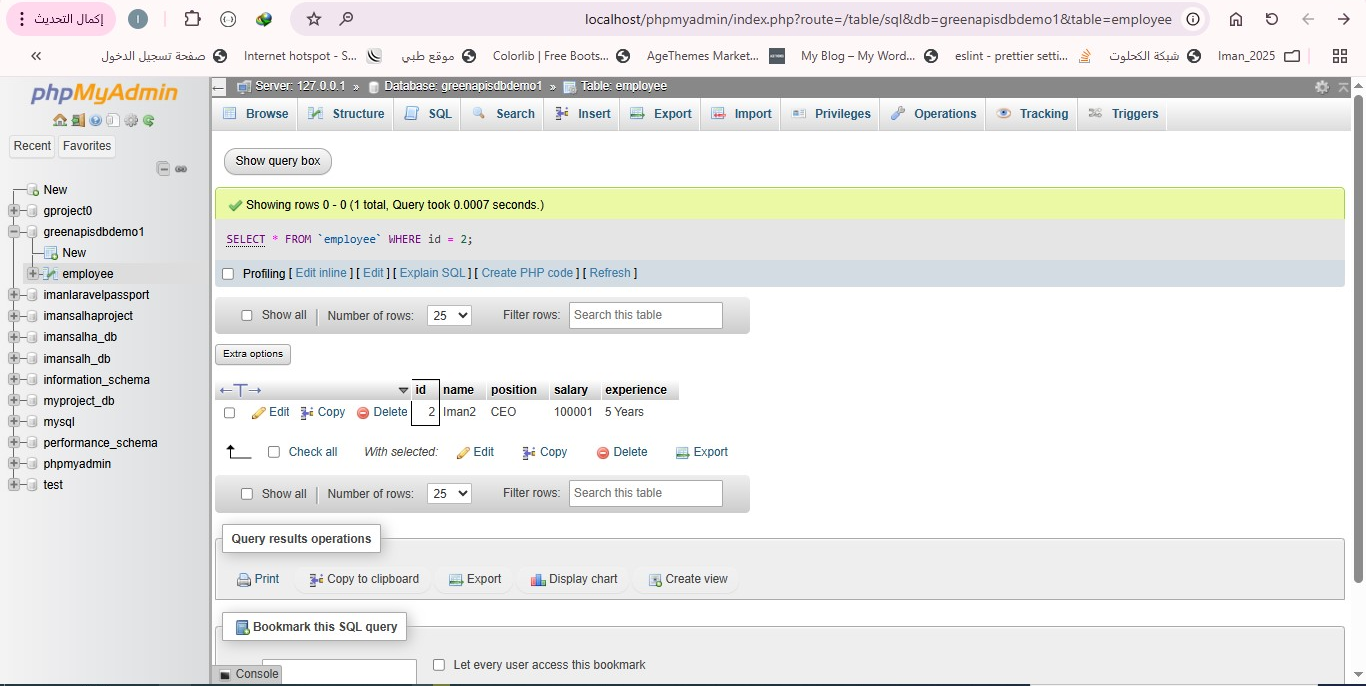 إكمال التحديث
I
localhost/phpmyadmin/index.php?route=/table/sql&db=greenapisdbdemo1&table=employee
صفحة تسجيل الدخول
Internet hotspot - S...
موقع طبي
Colorlib | Free Boots...
AgeThemes Market...
My Blog – My Wor...
eslint - prettier setti...
شبكة الكحلوت
Iman_2025
phpMyAdmin
Recent
Favorites
New
gproject0
greenapisdbdemo1
New
employee
imanlaravelpassport
imansalhaproject
imansalha_db
imansalh_db
information_schema
myproject_db
mysql
performance_schema
phpmyadmin
test
Server: 127.0.0.1 » Database: greenapisdbdemo1 » Table: employee
Browse Structure SQL Search Insert Export Import Privileges Operations Tracking Triggers
Show query box
Showing rows 0 - 0 (1 total, Query took 0.0007 seconds.)
SELECT * FROM `employee` WHERE id = 2;
Profiling [ Edit inline ] [ Edit ] [ Explain SQL ] [ Create PHP code ] [ Refresh ]
Show all | Number of rows: 25 Filter rows: Search this table
Extra options
←T→ id name position salary experience
Edit Copy Delete 2 Iman2 CEO 100001 5 Years
Check all With selected: Edit Copy Delete Export
Show all | Number of rows: 25 Filter rows: Search this table
Query results operations
Print Copy to clipboard Export Display chart Create view
Bookmark this SQL query
Let every user access this bookmark
Console